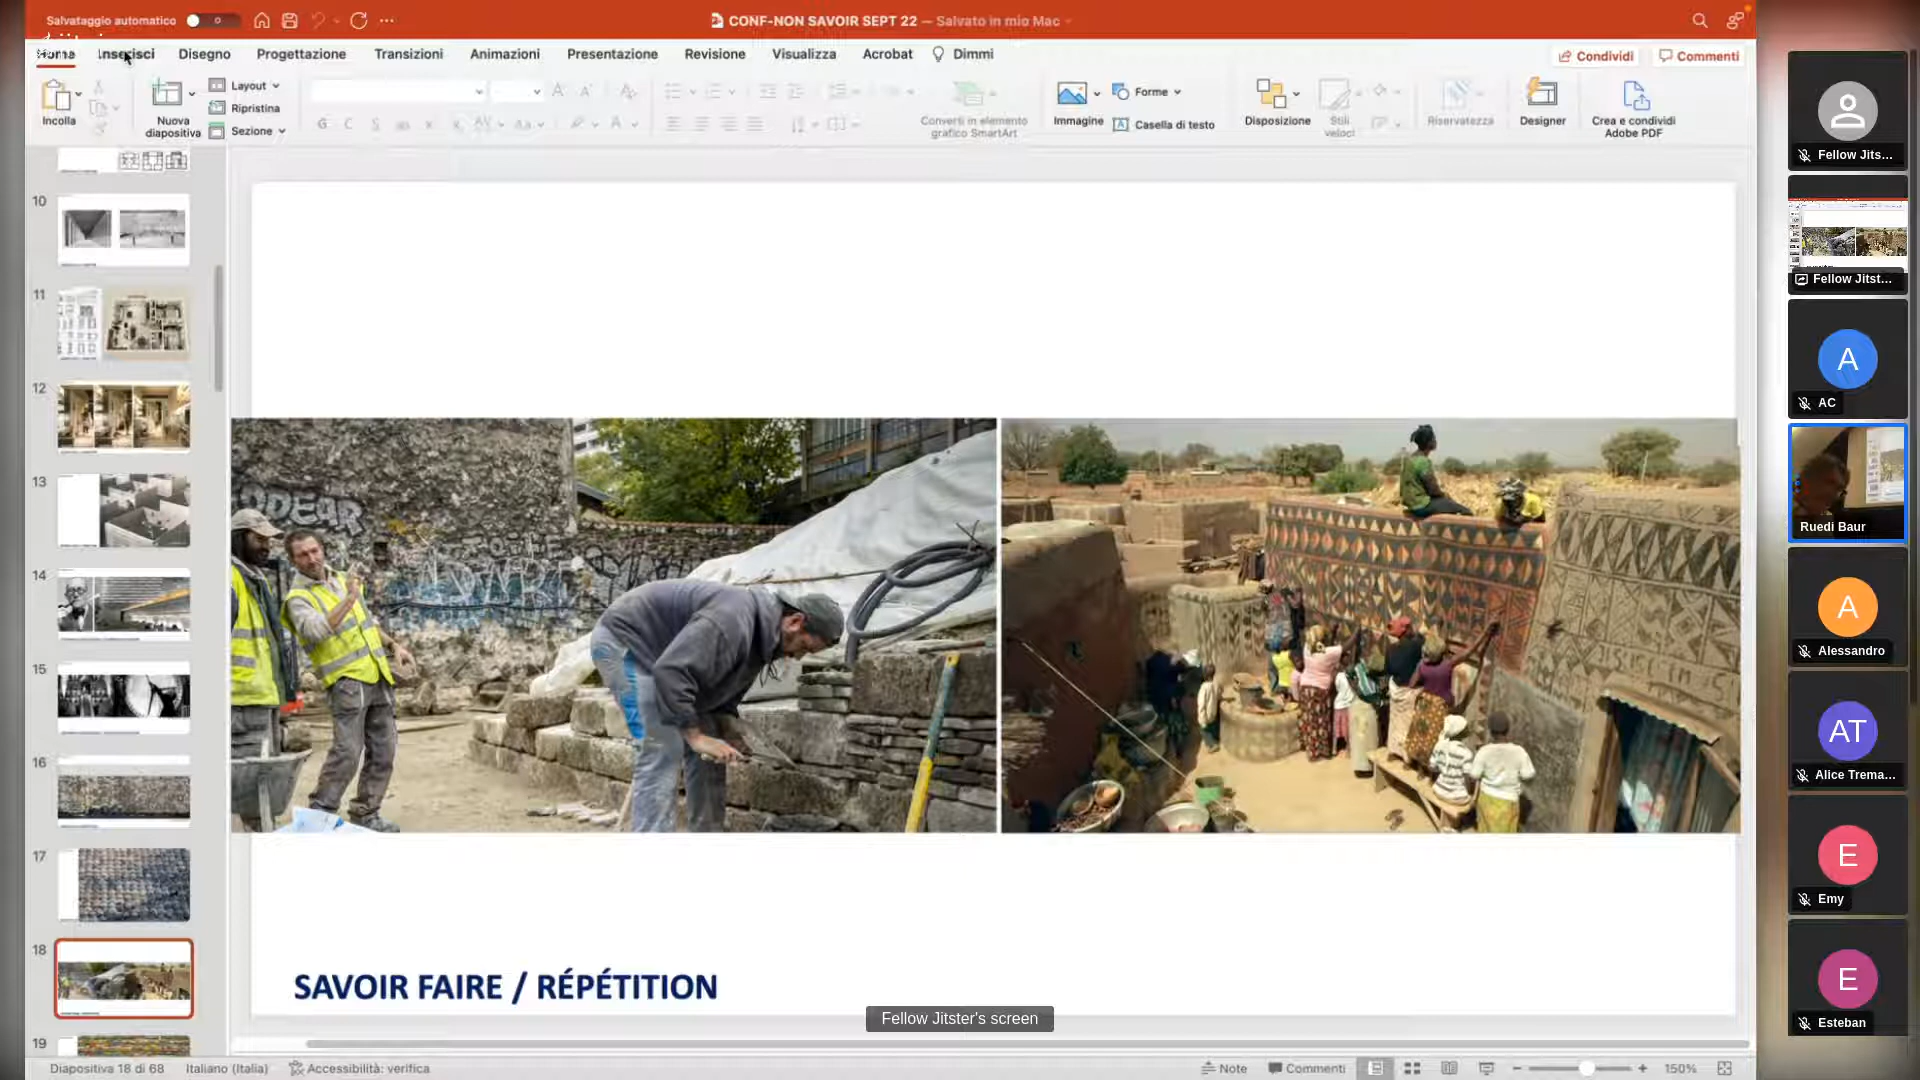 Salvataggio automatico
CONF-NON SAVOIR SEPT 22 — Salvato in mio Mac
Home Inserisci Disegno Progettazione Transizioni Animazioni Presentazione Revisione Visualizza Acrobat Dimmi
Condividi Commenti
Incolla
Nuova diapositiva
Layout
Ripristina
Sezione
G C S
Converti in elemento grafico SmartArt
Immagine
Forme
Casella di testo
Disposizione
Stili veloci
Riservatezza
Designer
Crea e condividi Adobe PDF
10
11
12
13
14
15
16
17
18
19
SAVOIR FAIRE / RÉPÉTITION
Fellow Jitster's screen
Diapositiva 18 di 68 Italiano (Italia) Accessibilità: verifica
Note Commenti 150%
Fellow Jits...
Fellow Jitst...
A
AC
Ruedi Baur
A
Alessandro
AT
Alice Trema...
E
Emy
E
Esteban